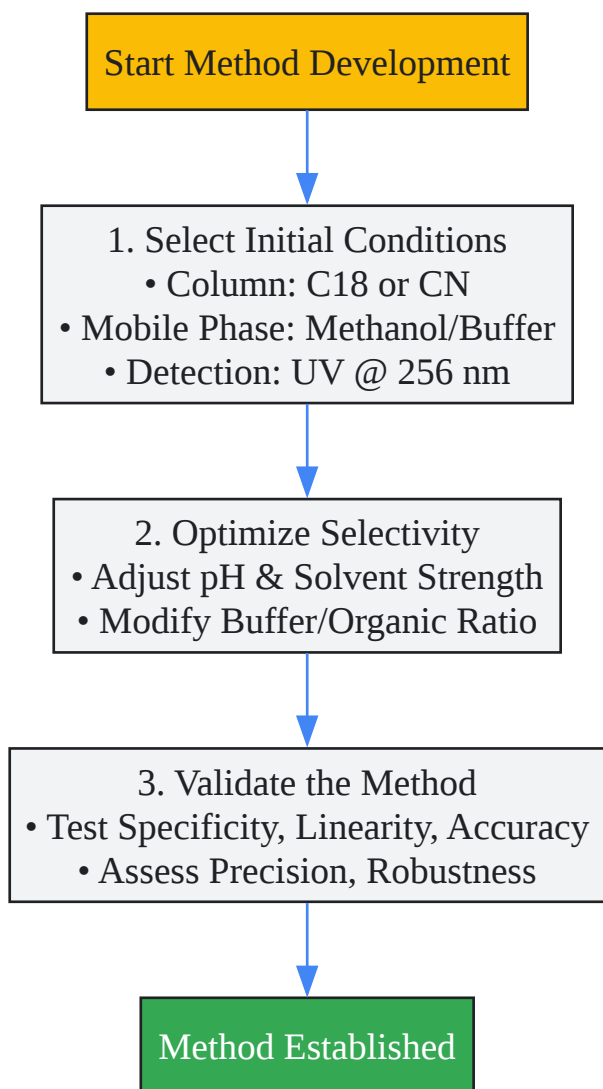 Start Method Development
1. Select Initial Conditions
• Column: C18 or CN
• Mobile Phase: Methanol/Buffer
• Detection: UV @ 256 nm
2. Optimize Selectivity
• Adjust pH & Solvent Strength
• Modify Buffer/Organic Ratio
3. Validate the Method
• Test Specificity, Linearity, Accuracy
• Assess Precision, Robustness
Method Established